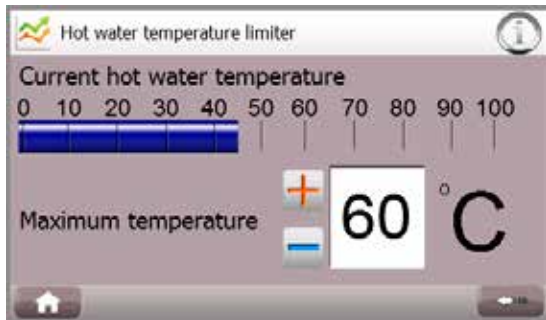 Hot water temperature limiter
Current hot water temperature
0 10 20 30 40 50 60 70 80 90 100
Maximum temperature
60 °C